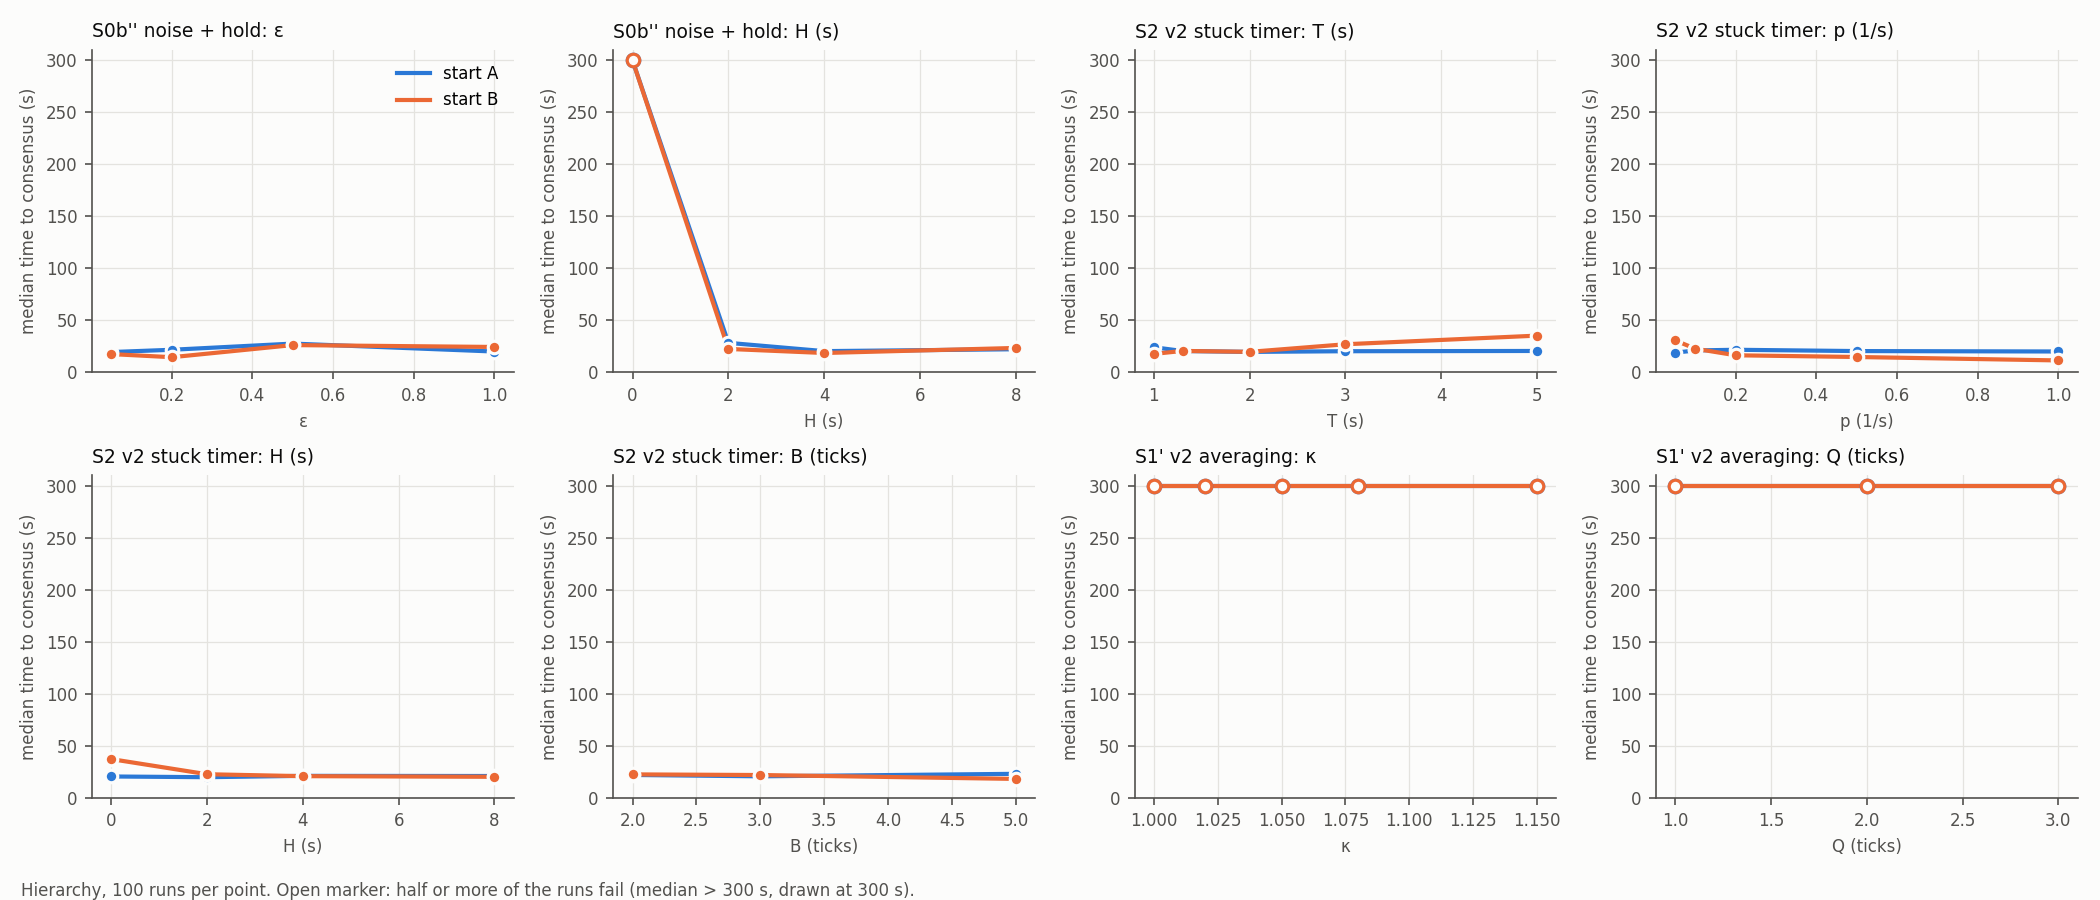 S0b'' noise + hold: ε
median time to consensus (s)
300
250
200
150
100
50
0
start A
start B
0.2 0.4 0.6 0.8 1.0
ε
S0b'' noise + hold: H (s)
median time to consensus (s)
300
250
200
150
100
50
0
0 2 4 6 8
H (s)
S2 v2 stuck timer: T (s)
median time to consensus (s)
300
250
200
150
100
50
0
1 2 3 4 5
T (s)
S2 v2 stuck timer: p (1/s)
median time to consensus (s)
300
250
200
150
100
50
0
0.2 0.4 0.6 0.8 1.0
p (1/s)
S2 v2 stuck timer: H (s)
median time to consensus (s)
300
250
200
150
100
50
0
0 2 4 6 8
H (s)
S2 v2 stuck timer: B (ticks)
median time to consensus (s)
300
250
200
150
100
50
0
2.0 2.5 3.0 3.5 4.0 4.5 5.0
B (ticks)
S1' v2 averaging: κ
median time to consensus (s)
300
250
200
150
100
50
0
1.000 1.025 1.050 1.075 1.100 1.125 1.150
κ
S1' v2 averaging: Q (ticks)
median time to consensus (s)
300
250
200
150
100
50
0
1.0 1.5 2.0 2.5 3.0
Q (ticks)
Hierarchy, 100 runs per point. Open marker: half or more of the runs fail (median > 300 s, drawn at 300 s).